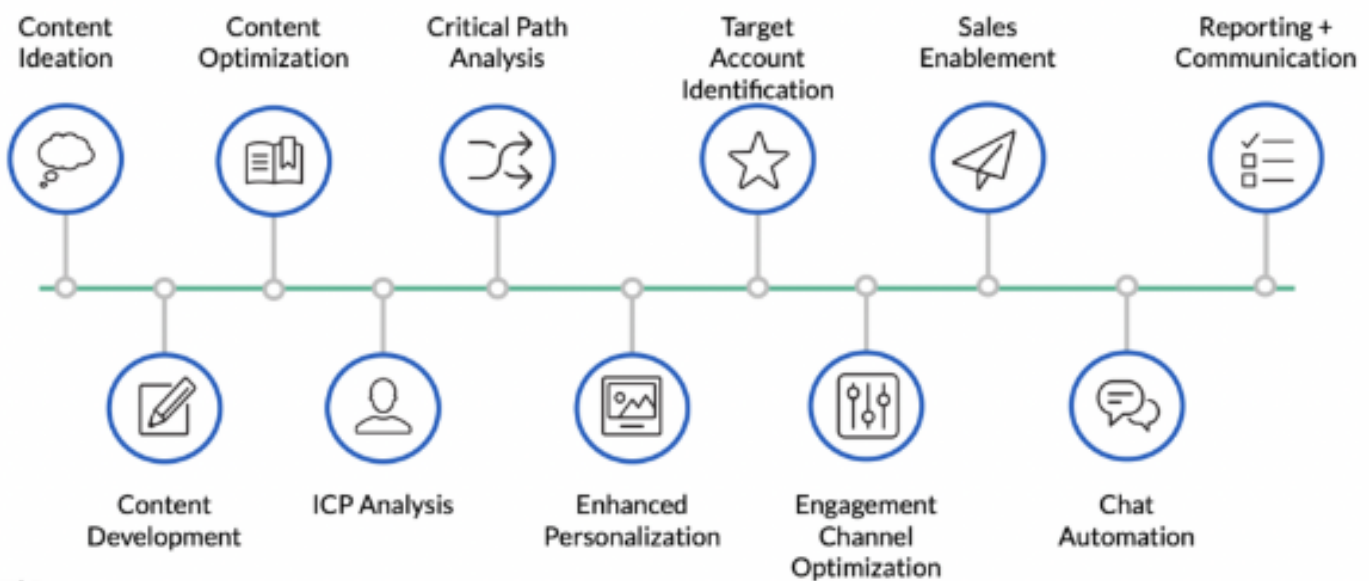 Content
Ideation
Content
Optimization
Critical Path
Analysis
Target
Account
Identification
Sales
Enablement
Reporting +
Communication
Content
Development
ICP Analysis
Enhanced
Personalization
Engagement
Channel
Optimization
Chat
Automation